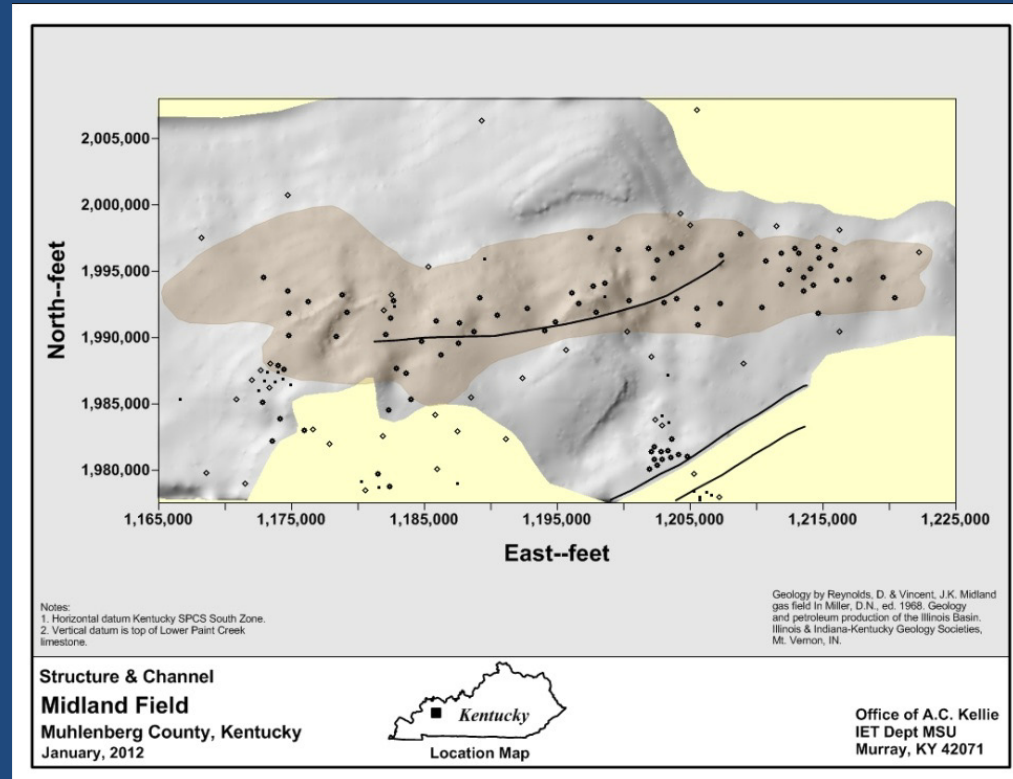 2,005,000
2,000,000
1,995,000
1,990,000
1,985,000
1,980,000
North--feet
1,165,000 1,175,000 1,185,000 1,195,000 1,205,000 1,215,000 1,225,000
East--feet
Notes:
1. Horizontal datum Kentucky SPCS South Zone.
2. Vertical datum is top of Lower Paint Creek
limestone.
Geology by Reynolds, D. & Vincent, J.K. Midland
gas field In Miller, D.N., ed. 1968. Geology
and petroleum production of the Illinois Basin.
Illinois & Indiana-Kentucky Geology Societies,
Mt. Vernon, IN.
Structure & Channel
Midland Field
Muhlenberg County, Kentucky
January, 2012
Kentucky
Location Map
Office of A.C. Kellie
IET Dept MSU
Murray, KY 42071